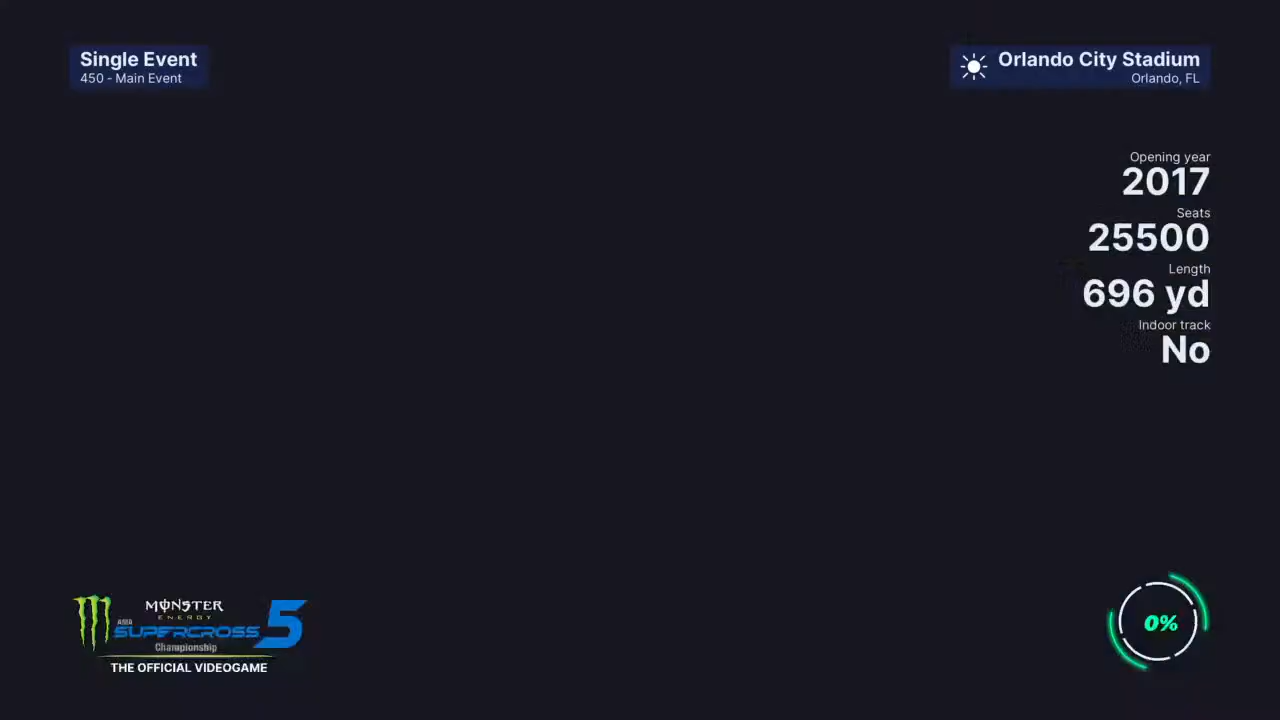 Single Event
450 - Main Event
Orlando City Stadium
Orlando, FL
Opening year
2017
Seats
25500
Length
696 yd
Indoor track
No
MONSTER
ENERGY
AMA
SUPERCROSS 5
Championship
THE OFFICIAL VIDEOGAME
0%